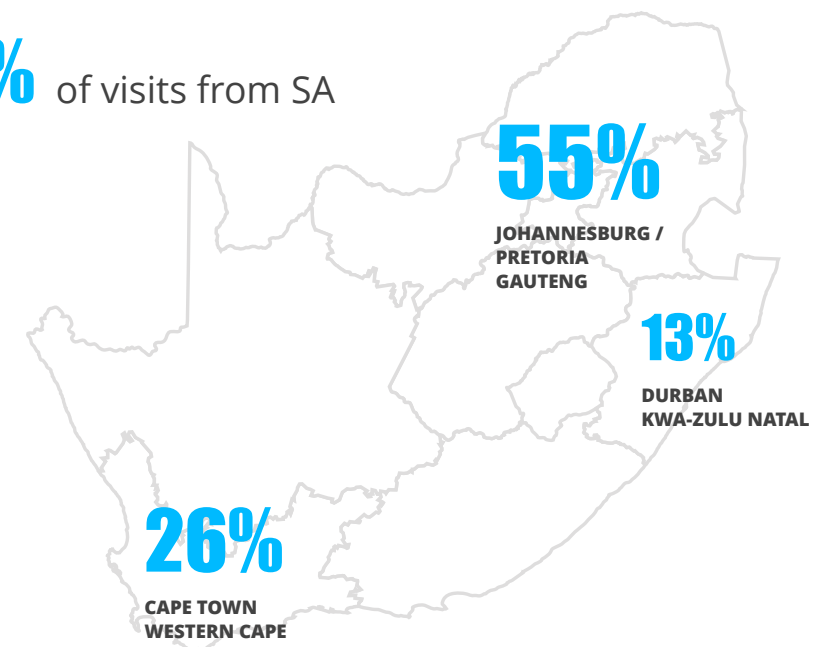 % of visits from SA
55%
JOHANNESBURG /
PRETORIA
GAUTENG
13%
DURBAN
KWA-ZULU NATAL
26%
CAPE TOWN
WESTERN CAPE